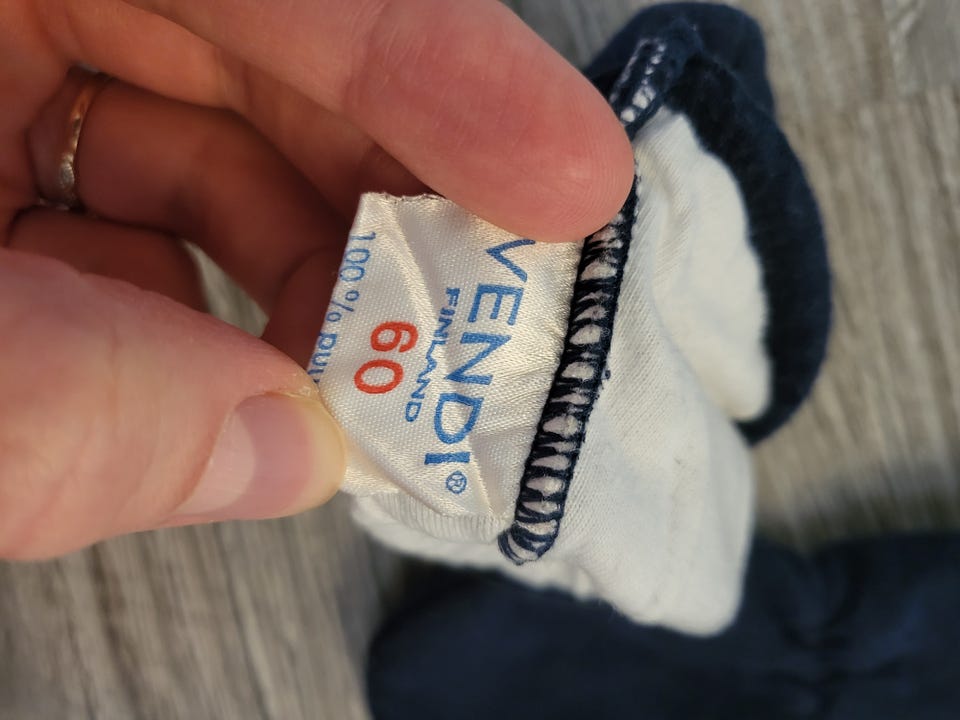 VENDI®
FINLAND
60
100 %